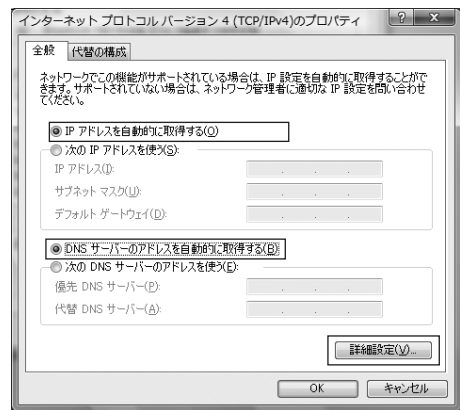 インターネット プロトコル バージョン 4 (TCP/IPv4)のプロパティ
全般
代替の構成
ネットワークでこの機能がサポートされている場合は、IP 設定を自動的に取得することがで
きます。サポートされていない場合は、ネットワーク管理者に適切な IP 設定を問い合わせ
てください。
IP アドレスを自動的に取得する(O)
次の IP アドレスを使う(S):
IP アドレス(I):
サブネット マスク(U):
デフォルト ゲートウェイ(D):
DNS サーバーのアドレスを自動的に取得する(B)
次の DNS サーバーのアドレスを使う(E):
優先 DNS サーバー(P):
代替 DNS サーバー(A):
詳細設定(V)...
OK
キャンセル